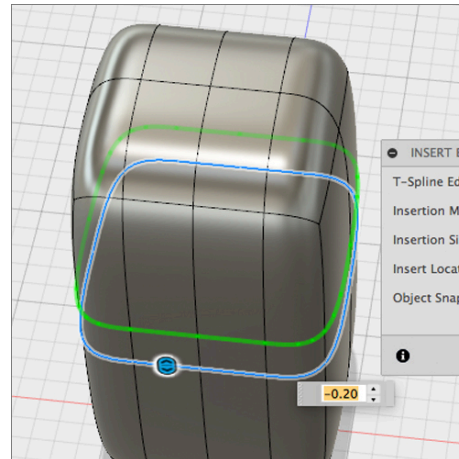 INSERT
T-Spline Ed
Insertion M
Insertion Si
Insert Locat
Object Snap
-0.20